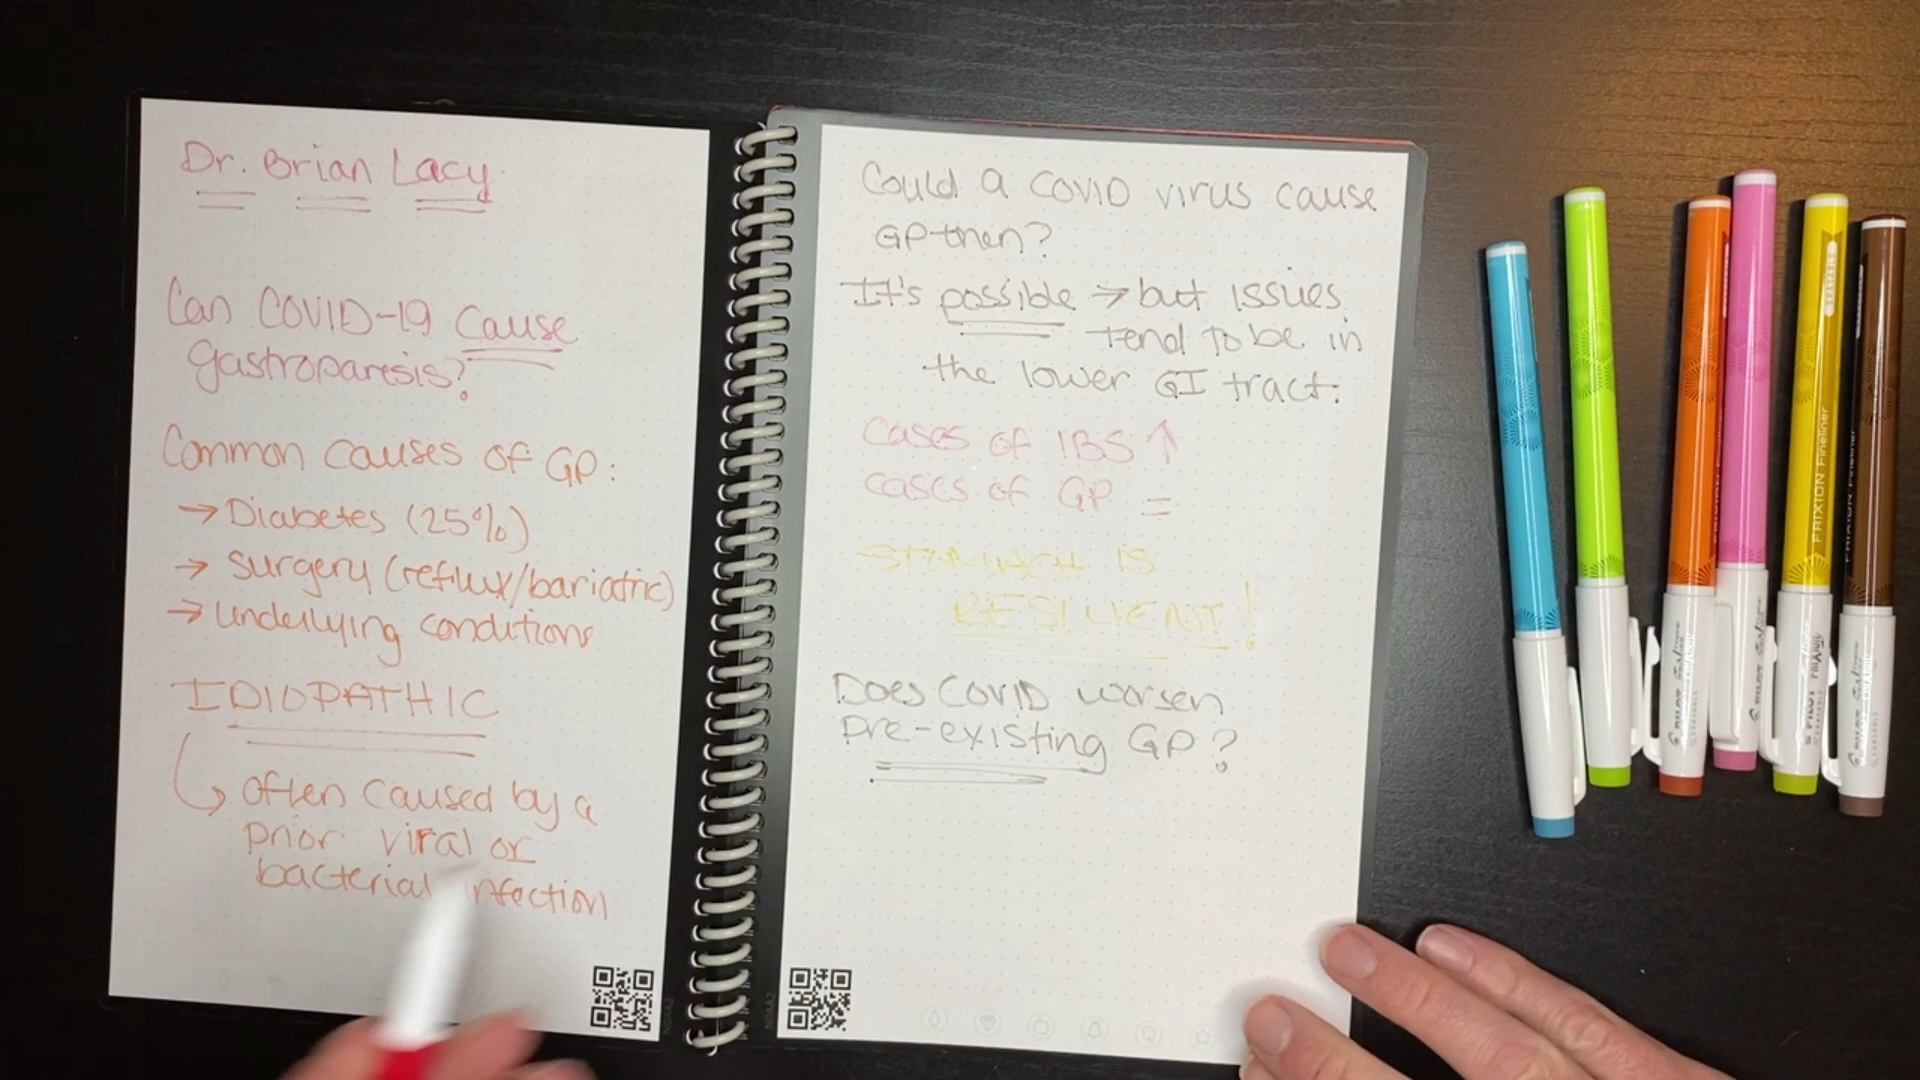 Dr. Brian Lacy
Can COVID-19 Cause
gastroparesis?
Common causes of GP:
→ Diabetes (25%)
→ Surgery (reflux/bariatric)
→ underlying conditions
IDIOPATHIC
often caused by a
prior viral or
bacterial infection
Could a COVID virus cause
GP then?
It's possible → but issues
tend to be in
the lower GI tract.
cases of IBS ↑
cases of GP =
STOMACH IS
RESILIENT!
Does COVID worsen
pre-existing GP?
FRIXION Fineliner
PILOT